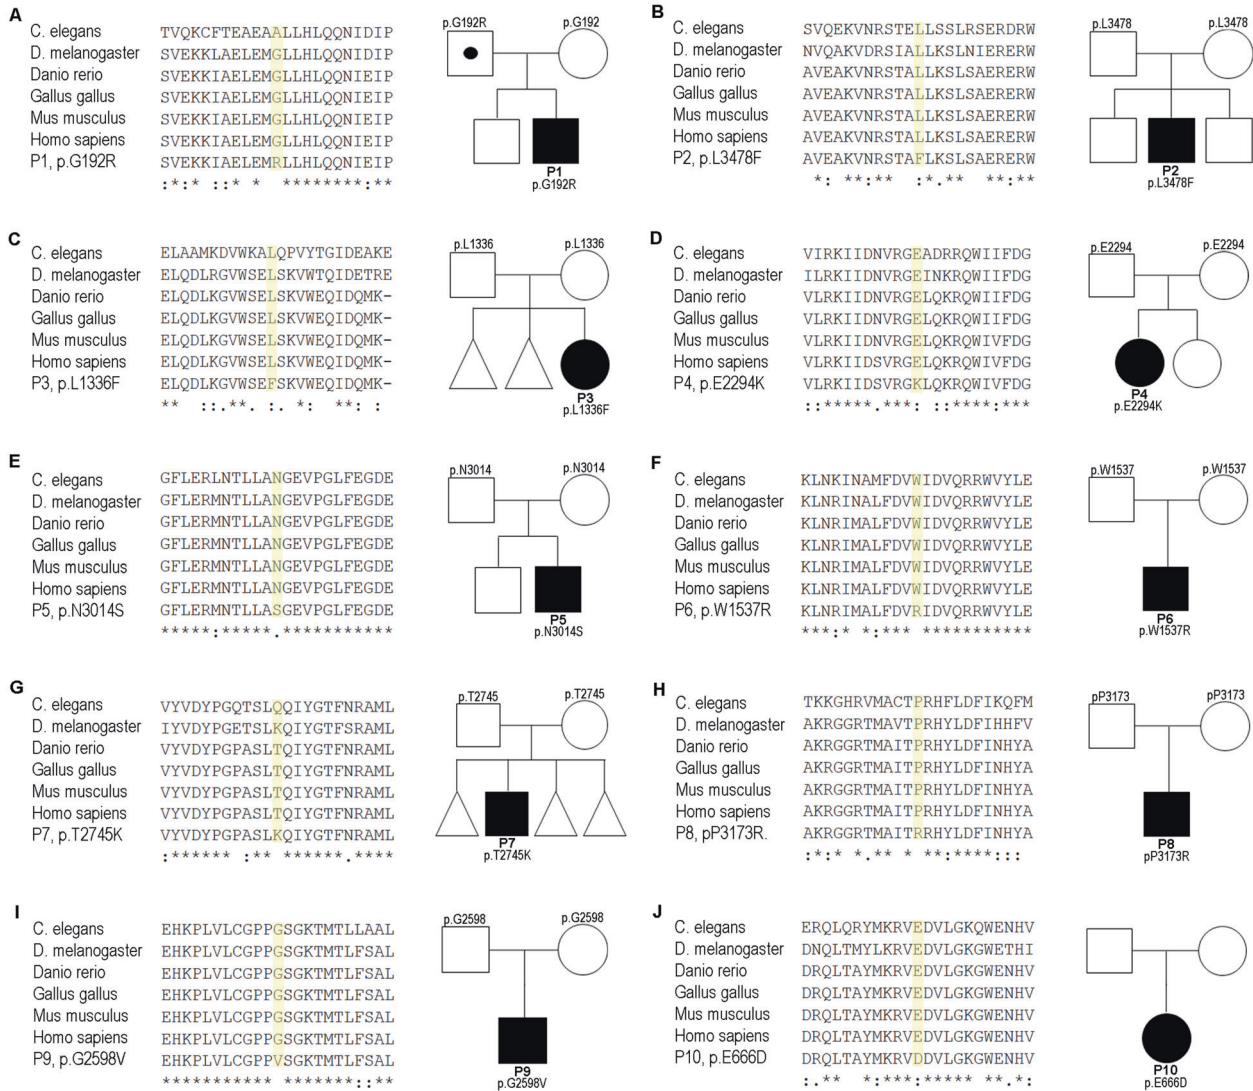 A
C. elegans TVQKCFTEAEAALLHLQQNIDIP
D. melanogaster SVEKKLAELEMGLLHLQQNIDIP
Danio rerio SVEKKIAELEMGLLHLQQNIEIP
Gallus gallus SVEKKIAELEMGLLHLQQNIEIP
Mus musculus SVEKKIAELEMGLLHLQQNIEIP
Homo sapiens SVEKKIAELEMGLLHLQQNIEIP
P1, p.G192R SVEKKIAELEMRLLHLQQNIEIP
:*:* ::* * ********:**
p.G192R p.G192
P1
p.G192R
B
C. elegans SVQEKVNRSTELLSSLRSERDRW
D. melanogaster NVQAKVDRSIALLKSLNIERERW
Danio rerio AVEAKVNRSTALLKSLSAERERW
Gallus gallus AVEAKVNRSTALLKSLSAERERW
Mus musculus AVEAKVNRSTALLKSLSAERERW
Homo sapiens AVEAKVNRSTALLKSLSAERERW
P2, p.L3478F AVEAKVNRSTAFLKSLSAERERW
*: **:** :*.** **:**
p.L3478 p.L3478
P2
p.L3478F
C
C. elegans ELAAMKDVWKALQPVYTGIDEAKE
D. melanogaster ELQDLRGVWSELSKVWTQIDETRE
Danio rerio ELQDLKGVWSELSKVWEQIDQMK-
Gallus gallus ELQDLKGVWSELSKVWEQIDQMK-
Mus musculus ELQDLKGVWSELSKVWEQIDQMK-
Homo sapiens ELQDLKGVWSELSKVWEQIDQMK-
P3, p.L1336F ELQDLKGVWSEFSKVWEQIDQMK-
** ::.**. :. *: **: :
p.L1336 p.L1336
P3
p.L1336F
D
C. elegans VIRKIIDNVRGEADRRQWIIFDG
D. melanogaster ILRKIIDNVRGEINKRQWIIFDG
Danio rerio VLRKIIDNVRGELQKRQWIIFDG
Gallus gallus VLRKIIDNVRGELQKRQWIIFDG
Mus musculus VLRKIIDNVRGELQKRQWIIFDG
Homo sapiens VLRKIIDSVRGELQKRQWIVFDG
P4, p.E2294K VLRKIIDSVRGKLQKRQWIVFDG
::*****.***: ::****:***
p.E2294 p.E2294
P4
p.E2294K
E
C. elegans GFLERLNTLLANGEVPGLFEGDE
D. melanogaster GFLERMNTLLANGEVPGLFEGDE
Danio rerio GFLERMNTLLANGEVPGLFEGDE
Gallus gallus GFLERMNTLLANGEVPGLFEGDE
Mus musculus GFLERMNTLLANGEVPGLFEGDE
Homo sapiens GFLERMNTLLANGEVPGLFEGDE
P5, p.N3014S GFLERMNTLLASGEVPGLFEGDE
*****:*****.***********
p.N3014 p.N3014
P5
p.N3014S
F
C. elegans KLNKINAMFDVWIDVQRRWVYLE
D. melanogaster KLNRINALFDVWIDVQRRWVYLE
Danio rerio KLNRIMALFDVWIDVQRRWVYLE
Gallus gallus KLNRIMALFDVWIDVQRRWVYLE
Mus musculus KLNRIMALFDVWIDVQRRWVYLE
Homo sapiens KLNRIMALFDVWIDVQRRWVYLE
P6, p.W1537R KLNRIMALFDVRIDVQRRWVYLE
***:* *:*** ***********
p.W1537 p.W1537
P6
p.W1537R
G
C. elegans VYVDYPGQTSLQQIYGTFNRAML
D. melanogaster IYVDYPGETSLKQIYGTFSRAML
Danio rerio VYVDYPGPASLTQIYGTFNRAML
Gallus gallus VYVDYPGPASLTQIYGTFNRAML
Mus musculus VYVDYPGPASLTQIYGTFNRAML
Homo sapiens VYVDYPGPASLTQIYGTFNRAML
P7, p.T2745K VYVDYPGPASLKQIYGTFNRAML
:****** :** ******.****
p.T2745 p.T2745
P7
p.T2745K
H
C. elegans TKKGHRVMACTPRHFLDFIKQFM
D. melanogaster AKRGGRTMAVTPRHYLDFIHHFV
Danio rerio AKRGGRTMAITPRHYLDFINHYA
Gallus gallus AKRGGRTMAITPRHYLDFINHYA
Mus musculus AKRGGRTMAITPRHYLDFINHYA
Homo sapiens AKRGGRTMAITPRHYLDFINHYA
P8, pP3173R. AKRGGRTMAITRRHYLDFINHYA
:*:* *.** * **:****:::
pP3173 pP3173
P8
pP3173R
I
C. elegans EHKPLVLCGPPGSGKTMTLLAAL
D. melanogaster EHKPLVLCGPPGSGKTMTLFSAL
Danio rerio EHKPLVLCGPPGSGKTMTLFSAL
Gallus gallus EHKPLVLCGPPGSGKTMTLFSAL
Mus musculus EHKPLVLCGPPGSGKTMTLFSAL
Homo sapiens EHKPLVLCGPPGSGKTMTLFSAL
P9, p.G2598V EHKPLVLCGPPVSGKTMTLFSAL
*********** *******::**
p.G2598 p.G2598
P9
p.G2598V
J
C. elegans ERQLQRYMKRVEDVLGKQWENHV
D. melanogaster DNQLTMYLKRVEDVLGKGWETHI
Danio rerio DRQLTAYMKRVEDVLGKGWENHV
Gallus gallus DRQLTAYMKRVEDVLGKGWENHV
Mus musculus DRQLTAYMKRVEDVLGKGWENHV
Homo sapiens DRQLTAYMKRVEDVLGKGWENHV
P10, p.E666D DRQLTAYMKRVDDVLGKGWENHV
:.** *:***:***** **.*:
P10
p.E666D